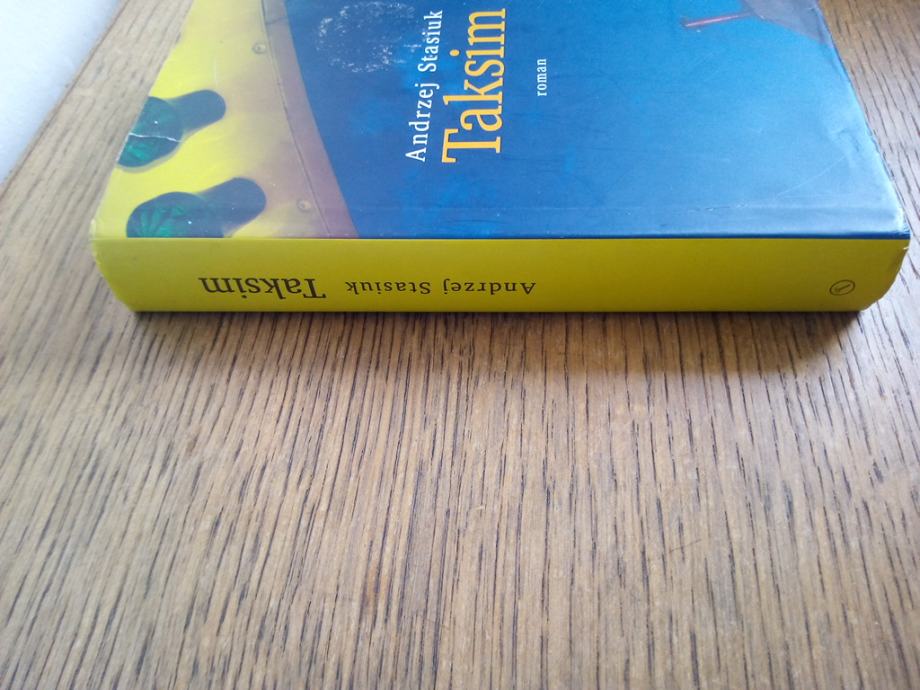 Andrzej Stasiuk
Taksim
roman
Andrzej Stasiuk Taksim